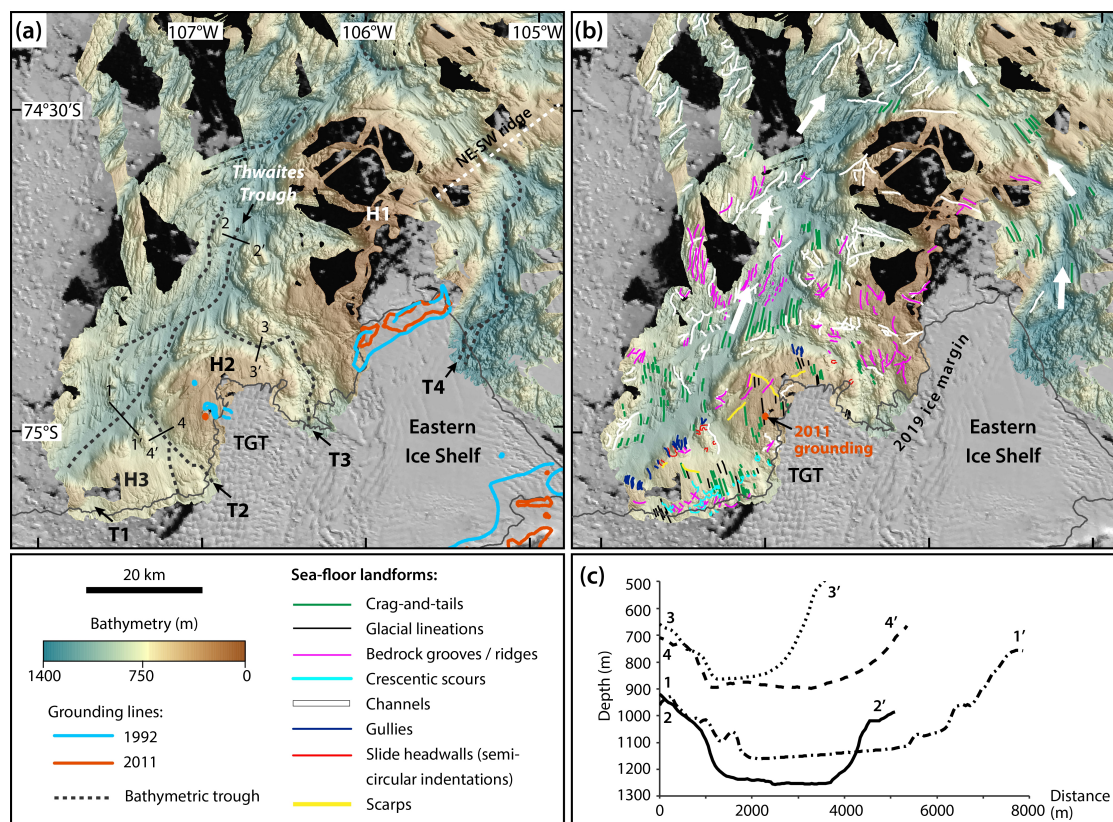 (a)
107°W
106°W
105°W
74°30'S
75°S
NE-SW ridge
Thwaites
Trough
H1
2
2′
3
3′
H2
1
1′
4
4′
H3
TGT
T1
T2
T3
T4
Eastern
Ice Shelf
(b)
2019 ice margin
2011
grounding
TGT
Eastern
Ice Shelf
20 km
Bathymetry (m)
1400
750
0
Grounding lines:
1992
2011
Bathymetric trough
Sea-floor landforms:
Crag-and-tails
Glacial lineations
Bedrock grooves / ridges
Crescentic scours
Channels
Gullies
Slide headwalls (semi-
circular indentations)
Scarps
(c)
500
600
700
800
900
1000
1100
1200
1300
Depth (m)
3
4
1
2
3′
4′
1′
2′
0
2000
4000
6000
8000
Distance
(m)